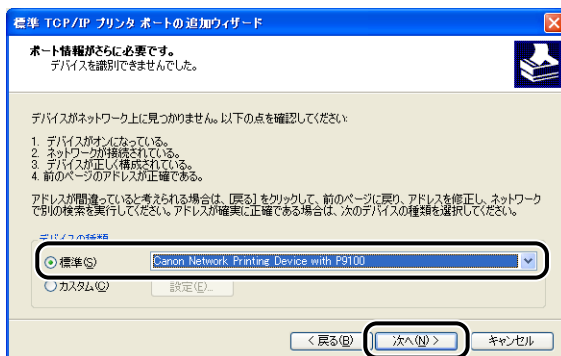 標準 TCP/IP プリンタ ポートの追加ウィザード
ポート情報がさらに必要です。
デバイスを識別できませんでした。
デバイスがネットワーク上に見つかりません。以下の点を確認してください:
1. デバイスがオンになっている。
2. ネットワークが接続されている。
3. デバイスが正しく構成されている。
4. 前のページのアドレスが正確である。
アドレスが間違っていると考えられる場合は、[戻る] をクリックして、前のページに戻り、アドレスを修正し、ネットワーク
で別の検索を実行してください。アドレスが確実に正確である場合は、次のデバイスの種類を選択してください。
デバイスの種類
標準(S)
Canon Network Printing Device with P9100
カスタム(C)
設定(E)...
< 戻る(B)
次へ(N) >
キャンセル